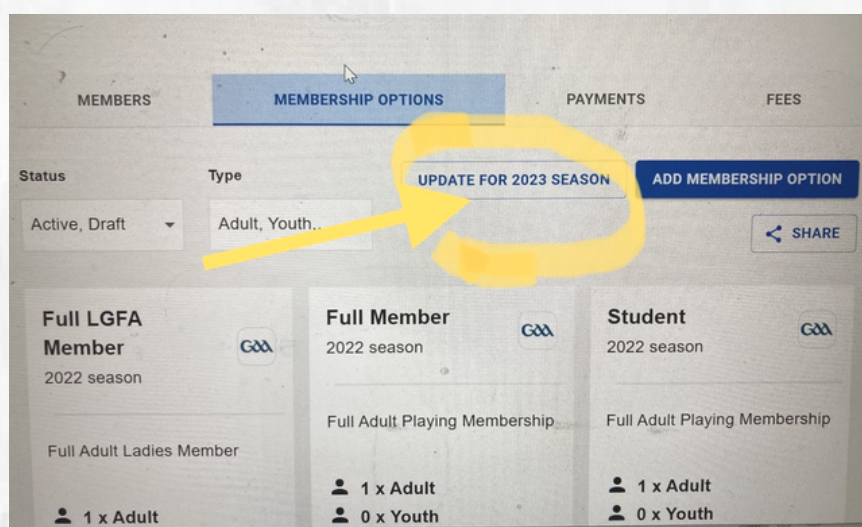 MEMBERS
MEMBERSHIP OPTIONS
PAYMENTS
FEES
Status
Type
UPDATE FOR 2023 SEASON
ADD MEMBERSHIP OPTION
Active, Draft
Adult, Youth..
SHARE
Full LGFA
Member
2022 season
GAA
Full Adult Ladies Member
1 x Adult
Full Member
2022 season
GAA
Full Adult Playing Membership
1 x Adult
0 x Youth
Student
2022 season
GAA
Full Adult Playing Membership
1 x Adult
0 x Youth